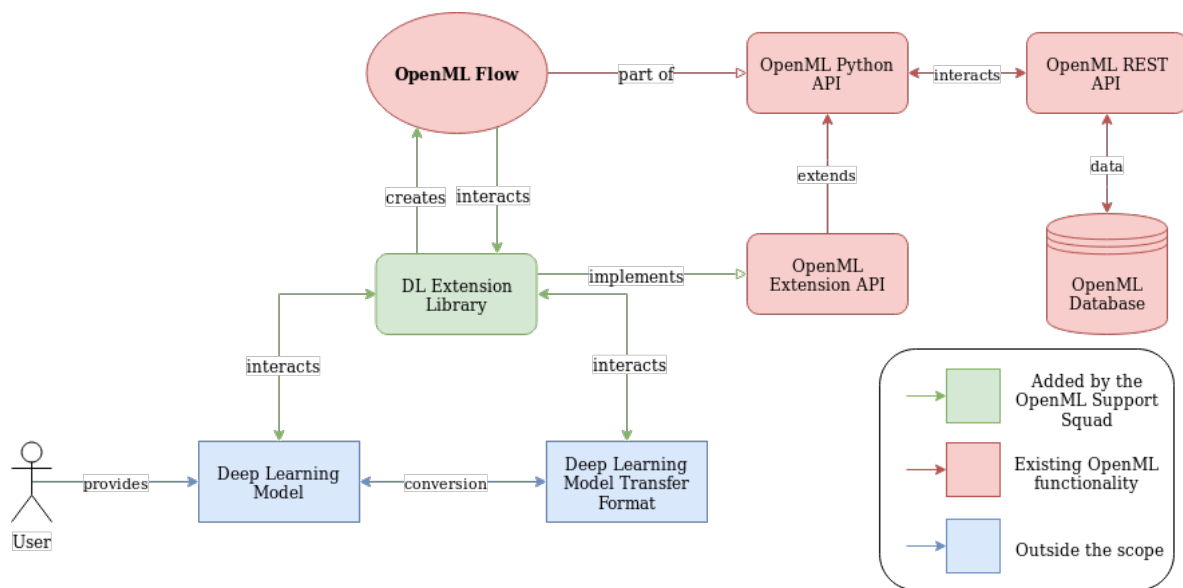 OpenML Flow
part of
OpenML Python
API
interacts
OpenML REST
API
creates
interacts
extends
data
DL Extension
Library
implements
OpenML
Extension API
OpenML
Database
interacts
interacts
Added by the
OpenML Support
Squad
User
provides
Deep Learning
Model
conversion
Deep Learning
Model Transfer
Format
Existing OpenML
functionality
Outside the scope